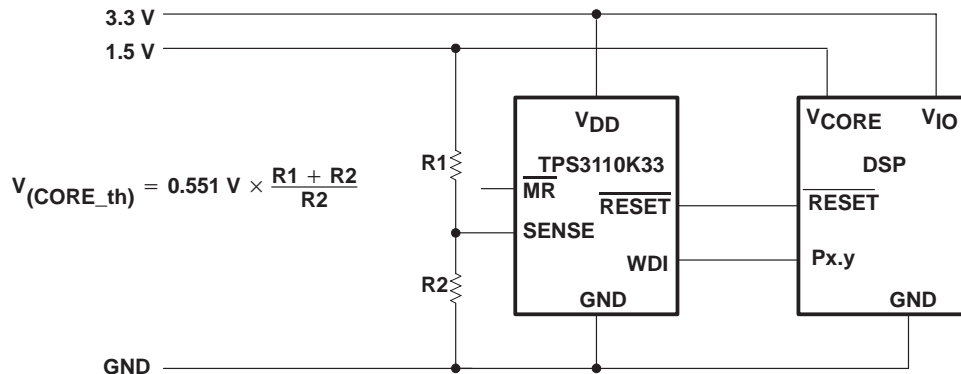 3.3 V
1.5 V
VDD
VCORE VIO
R1
TPS3110K33
DSP
V(CORE_th) = 0.551 V × R1 + R2
R2
MR
RESET
RESET
SENSE
WDI
Px.y
R2
GND
GND
GND